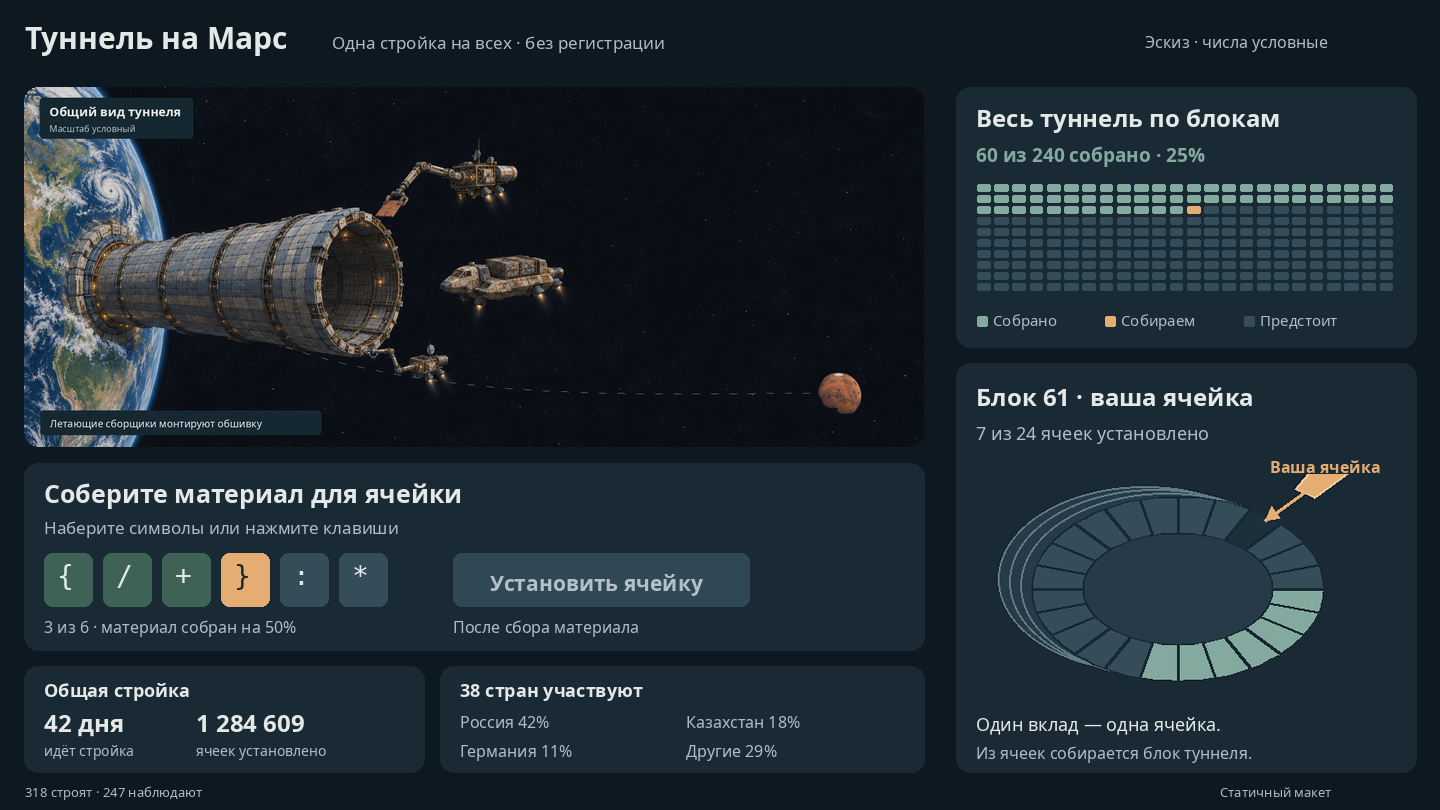 Туннель на Марс
Одна стройка на всех · без регистрации
Эскиз · числа условные
Общий вид туннеля
Масштаб условный
Летающие сборщики монтируют обшивку
Весь туннель по блокам
60 из 240 собрано · 25%
Собрано
Собираем
Предстоит
Соберите материал для ячейки
Наберите символы или нажмите клавиши
{ / + } : *
Установить ячейку
3 из 6 · материал собран на 50%
После сбора материала
Блок 61 · ваша ячейка
7 из 24 ячеек установлено
Ваша ячейка
Один вклад — одна ячейка.
Из ячеек собирается блок туннеля.
Общая стройка
42 дня
идёт стройка
1 284 609
ячеек установлено
38 стран участвуют
Россия 42%
Казахстан 18%
Германия 11%
Другие 29%
318 строят · 247 наблюдают
Статичный макет